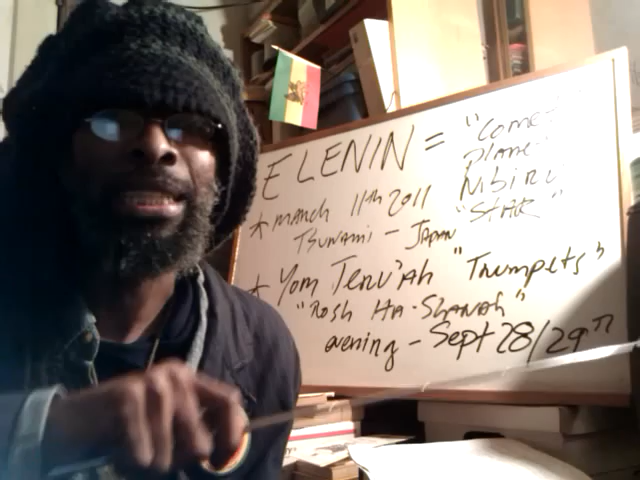 ELENIN = "Comet
Planet
Nibiru
* MARCH 11th 2011 "STAR"
TSUNAMI - JAPAN
* Yom Teru'ah "Trumpets"
"Rosh Ha-Shanah"
evening - Sept 28/29th